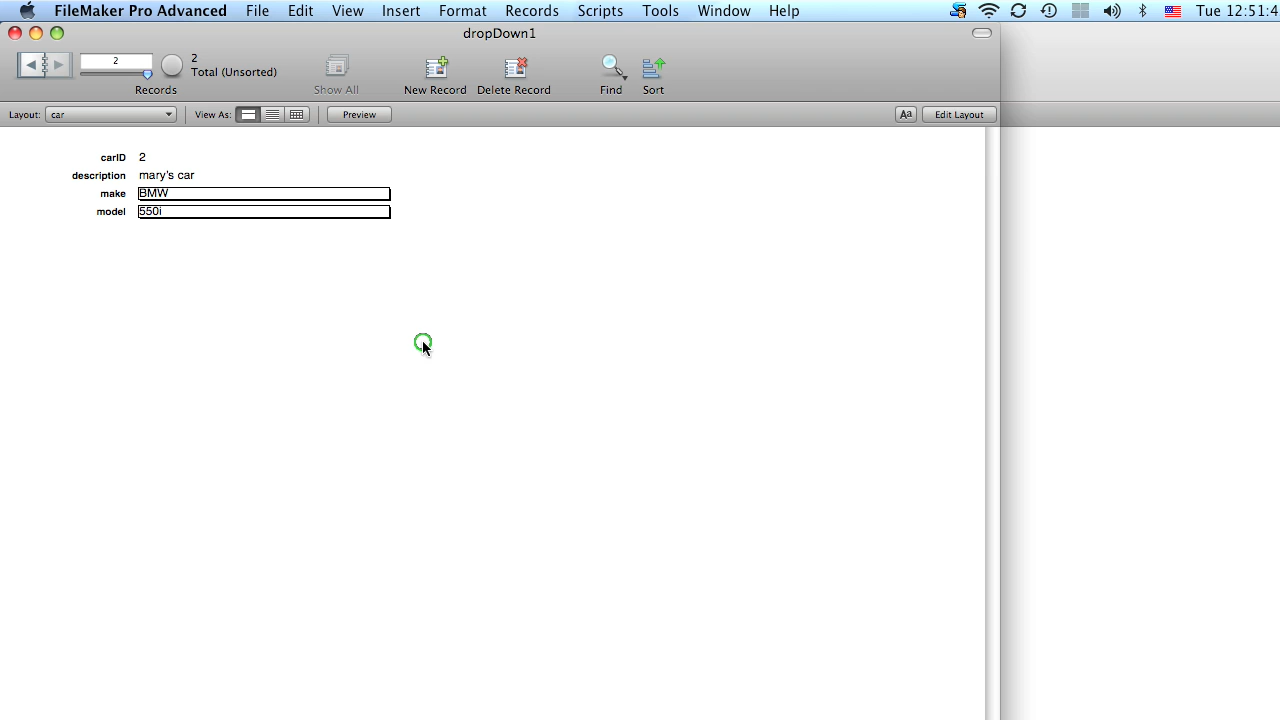 FileMaker Pro Advanced File Edit View Insert Format Records Scripts Tools Window Help Tue 12:51:4
dropDown1
2
2
Total (Unsorted)
Records
Show All
New Record
Delete Record
Find
Sort
Layout: car
View As:
Preview
Aa
Edit Layout
carID 2
description mary's car
make BMW
model 550i